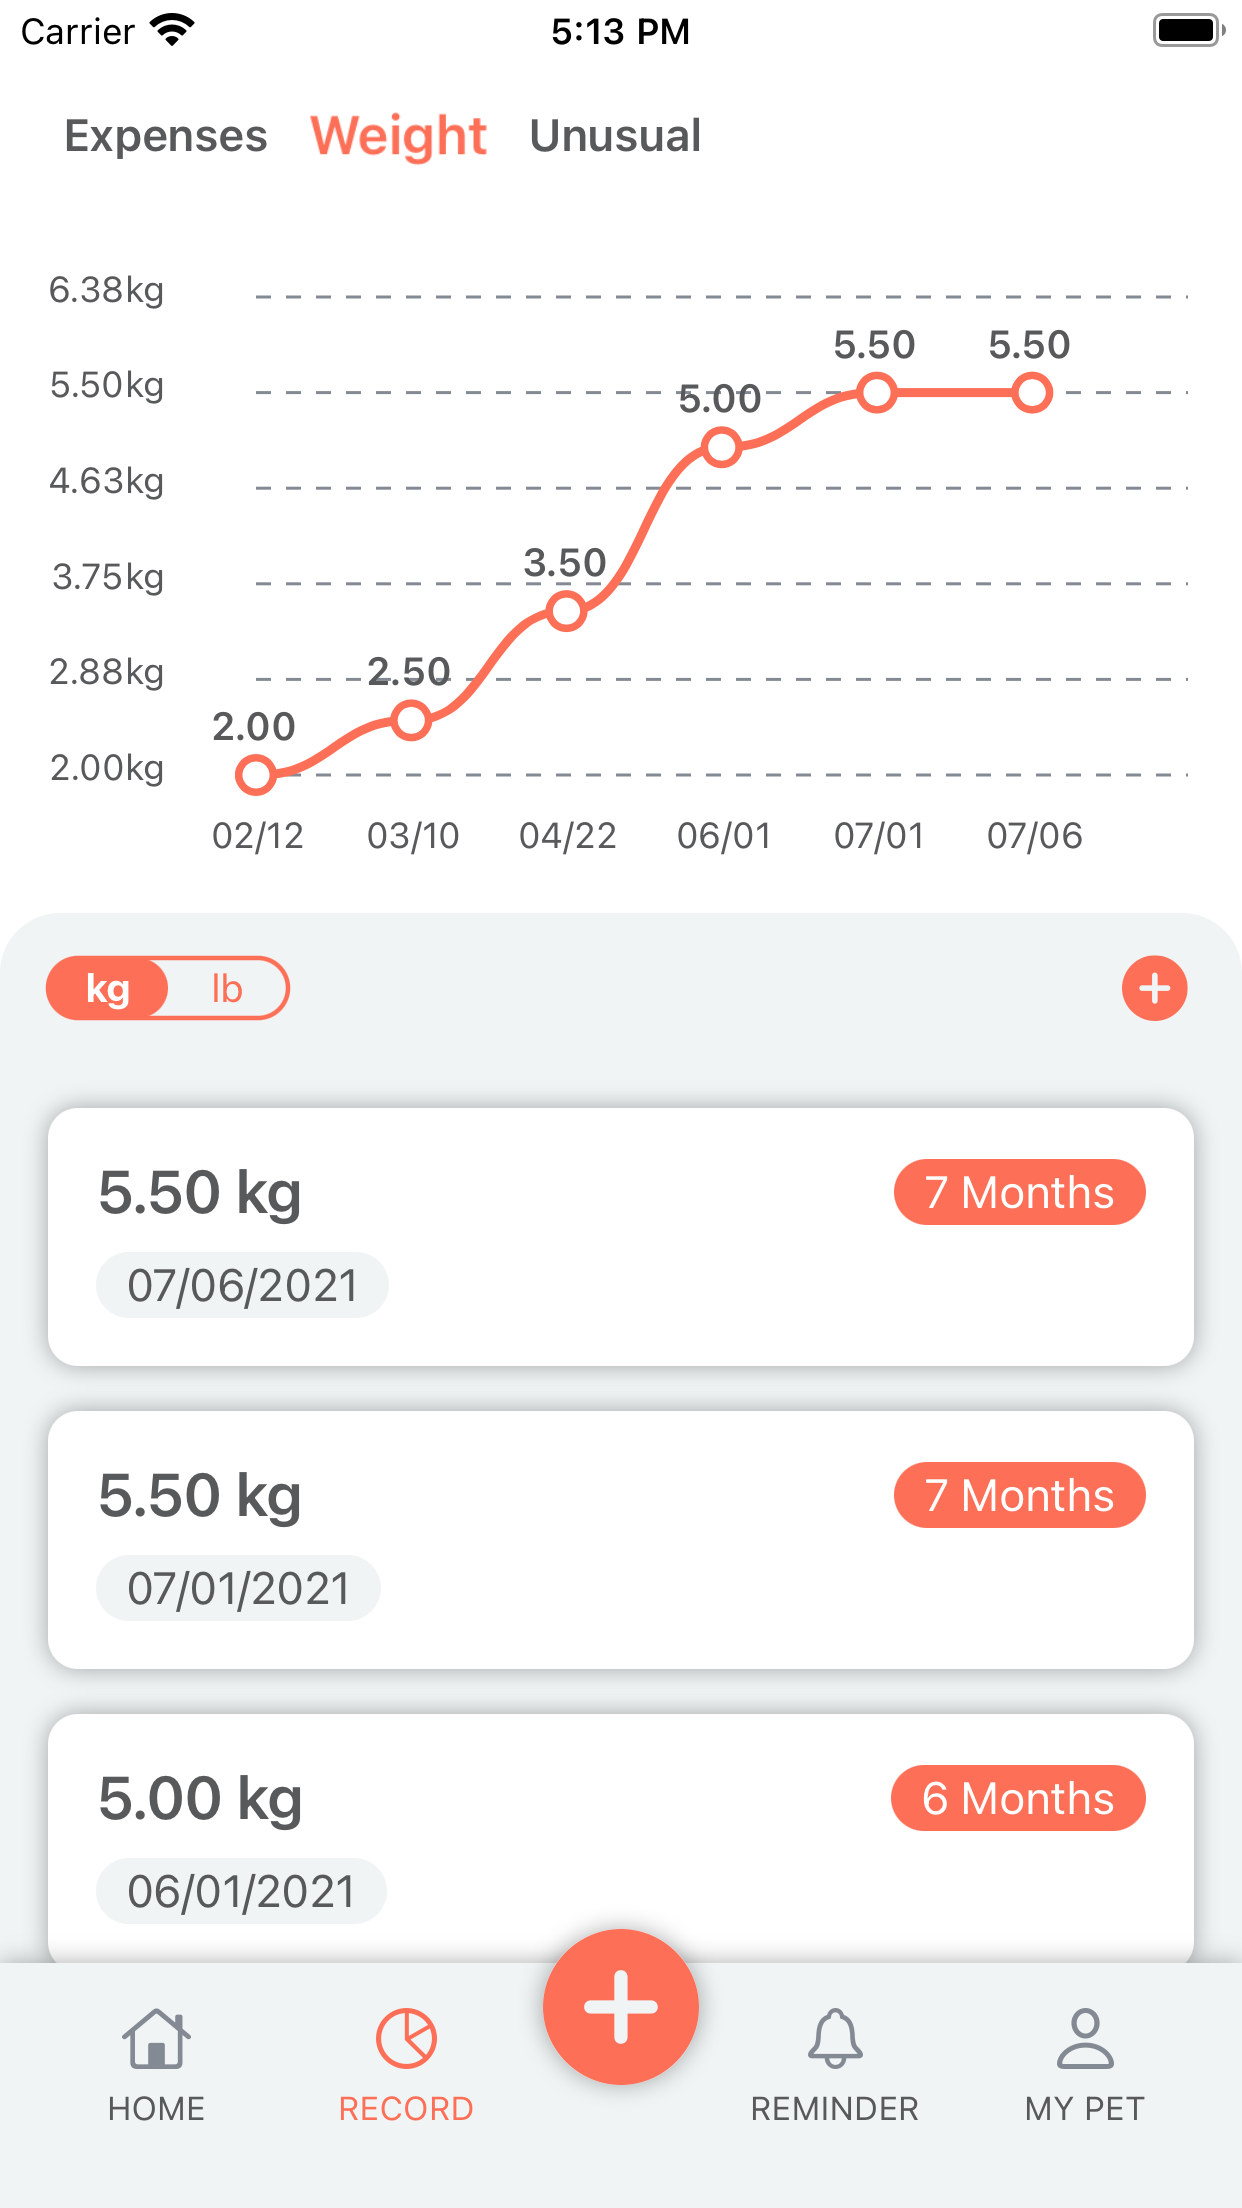 Carrier 5:13 PM
Expenses Weight Unusual
6.38kg
5.50 5.50
5.50kg
5.00
4.63kg
3.50
3.75kg
2.50
2.88kg
2.00
2.00kg
02/12 03/10 04/22 06/01 07/01 07/06
kg lb
5.50 kg 7 Months
07/06/2021
5.50 kg 7 Months
07/01/2021
5.00 kg 6 Months
06/01/2021
HOME RECORD REMINDER MY PET